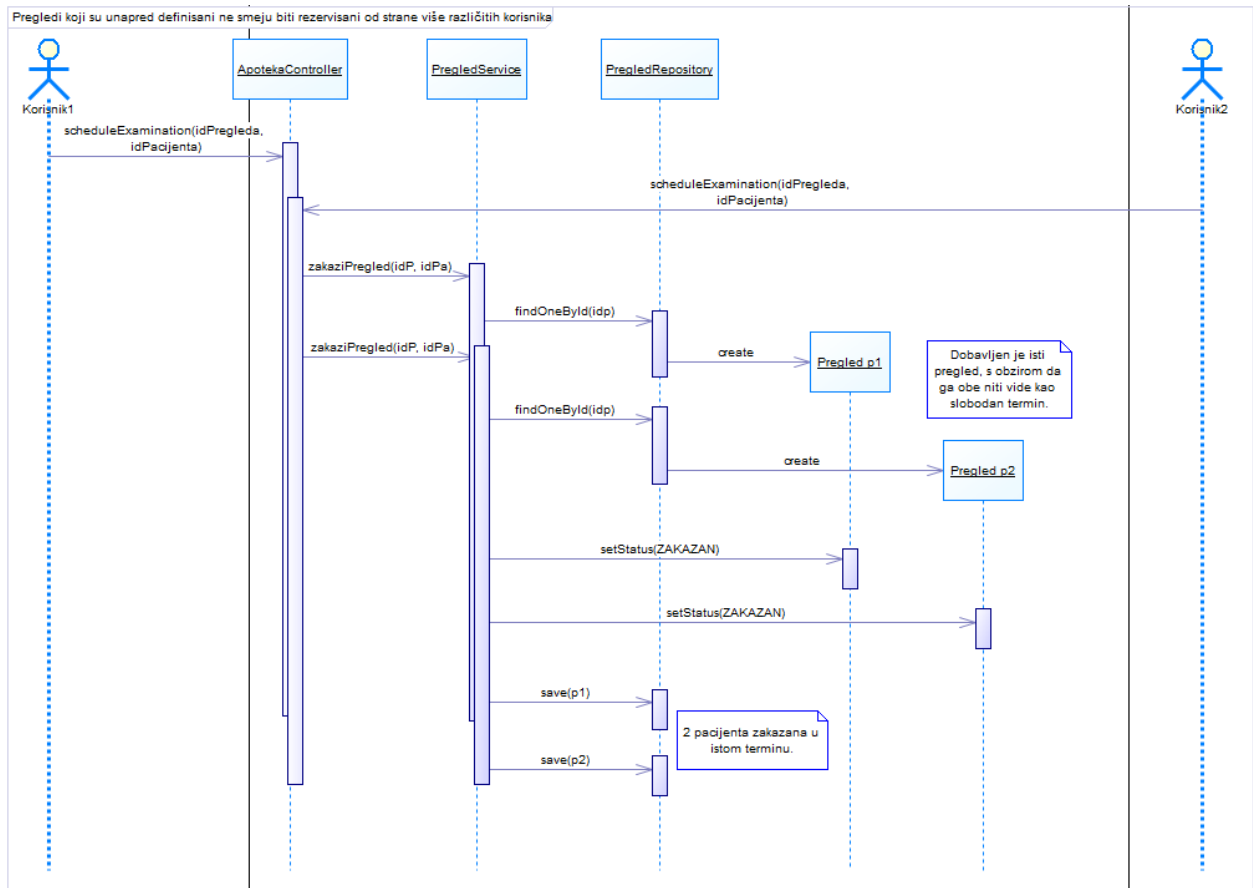 Pregledi koji su unapred definisani ne smeju biti rezervisani od strane više različitih korisnika
ApotekaController
PregledService
PregledRepository
Korisnik1
Korisnik2
scheduleExamination(idPregleda,
idPacijenta)
scheduleExamination(idPregleda,
idPacijenta)
zakaziPregled(idP, idPa)
findOneById(idp)
zakaziPregled(idP, idPa)
create
Pregled p1
Dobavljen je isti
pregled, s obzirom da
ga obe niti vide kao
slobodan termin.
findOneById(idp)
create
Pregled p2
setStatus(ZAKAZAN)
setStatus(ZAKAZAN)
save(p1)
2 pacijenta zakazana u
istom terminu.
save(p2)